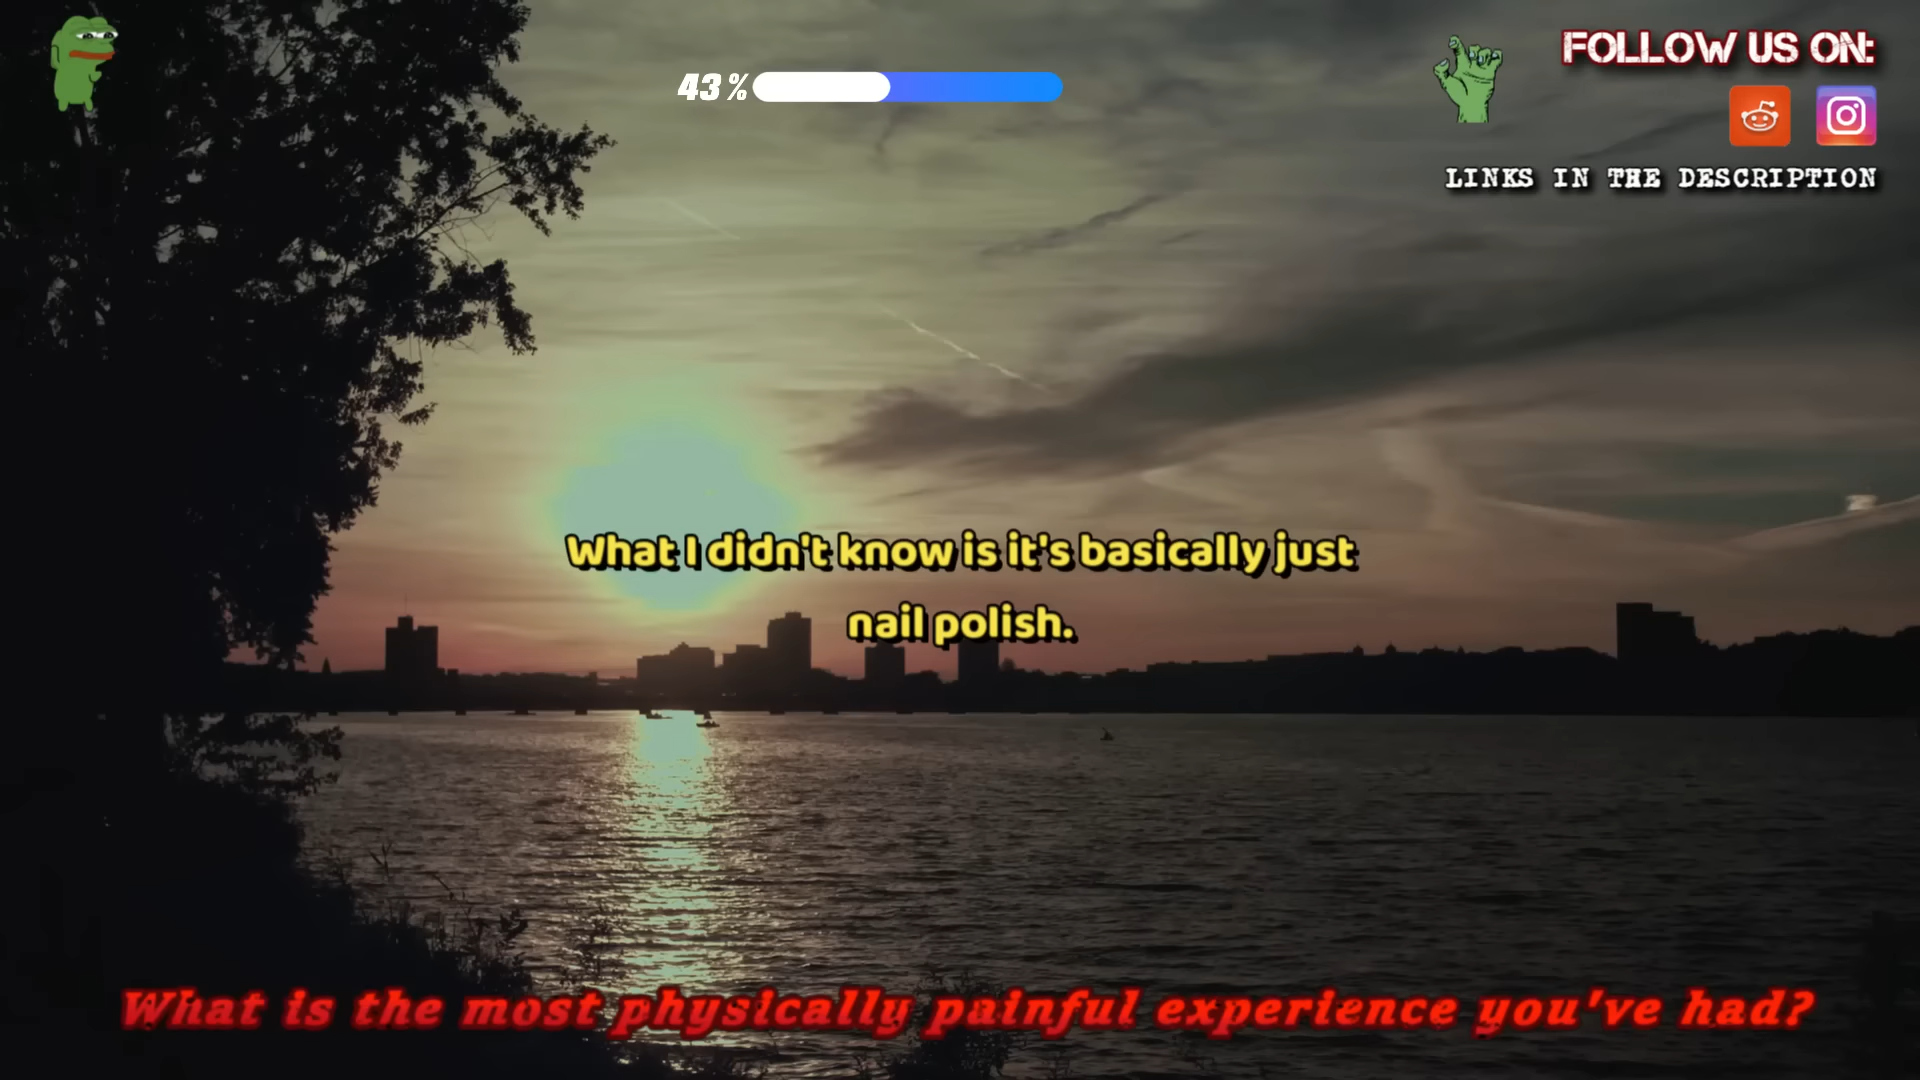 43%
FOLLOW US ON:
LINKS IN THE DESCRIPTION
What I didn't know is it's basically just
nail polish.
What is the most physically painful experience you've had?